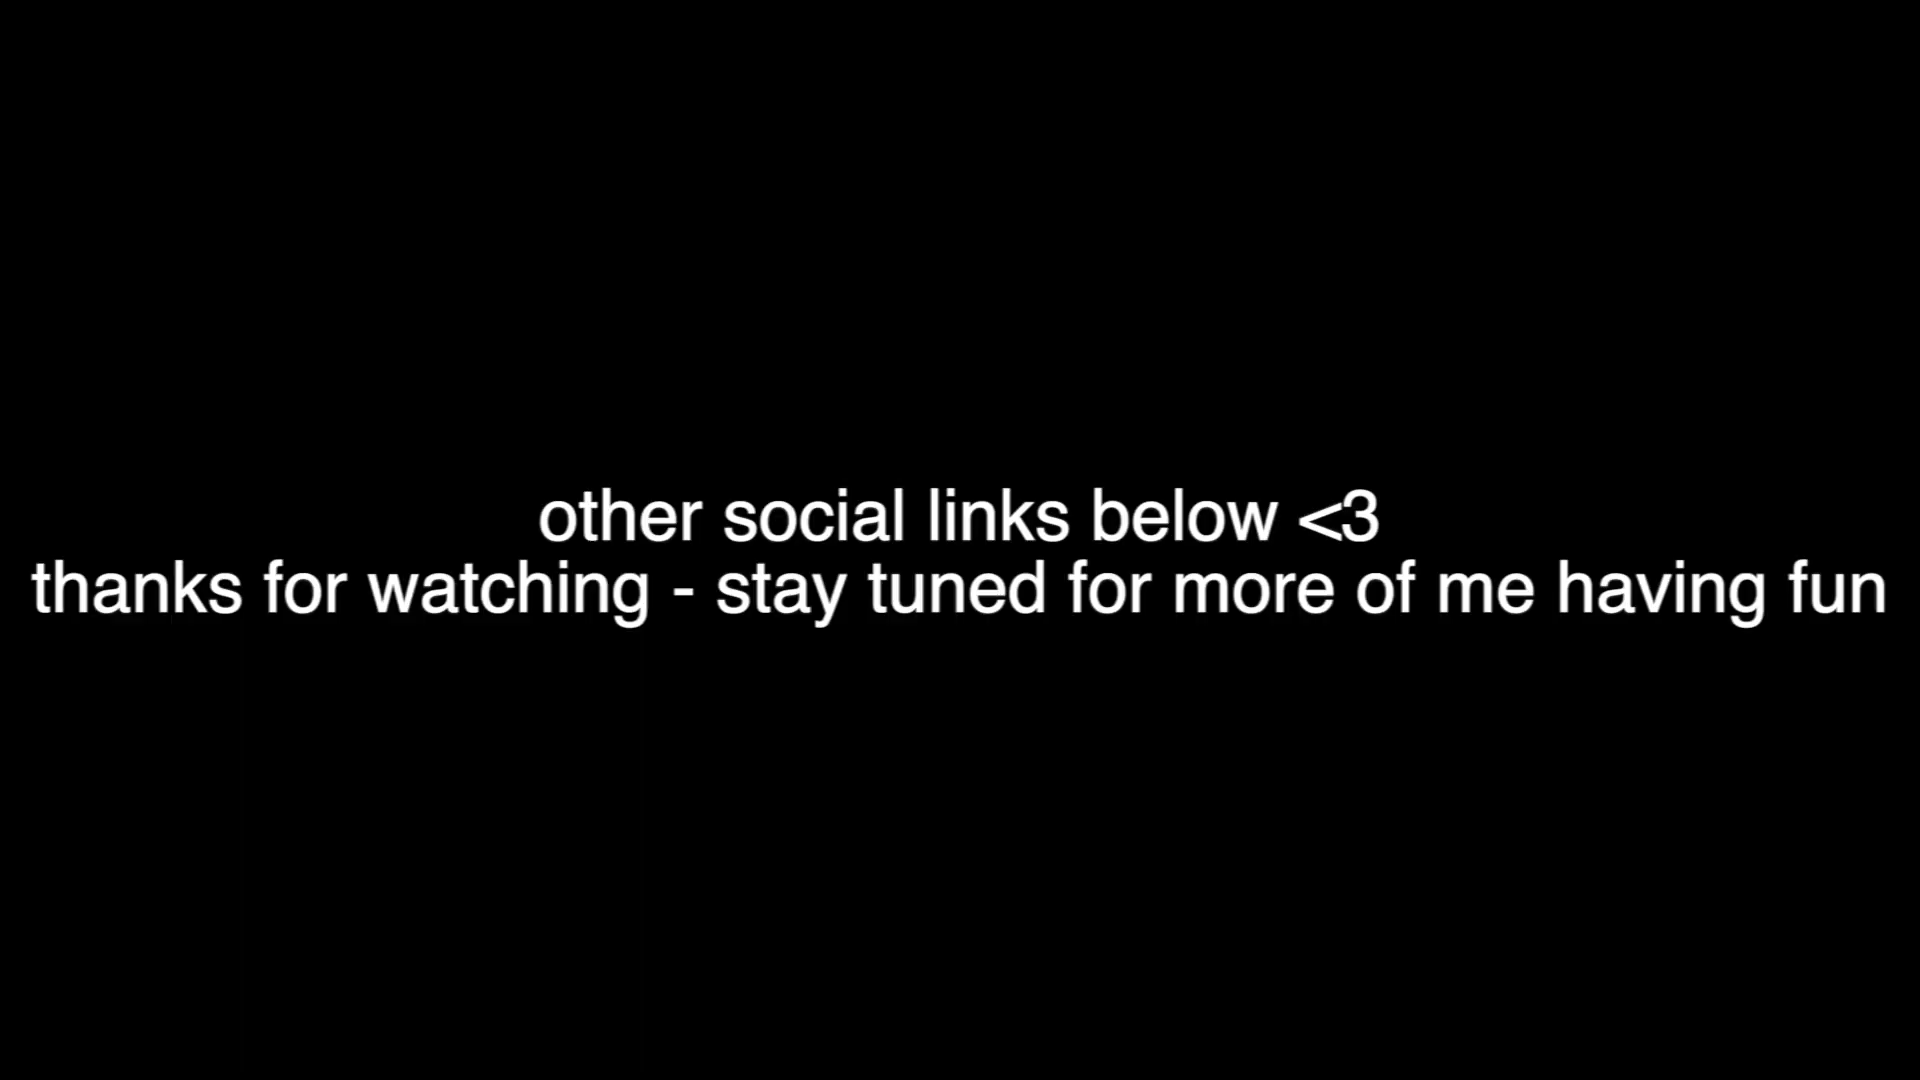 other social links below <3
thanks for watching - stay tuned for more of me having fun